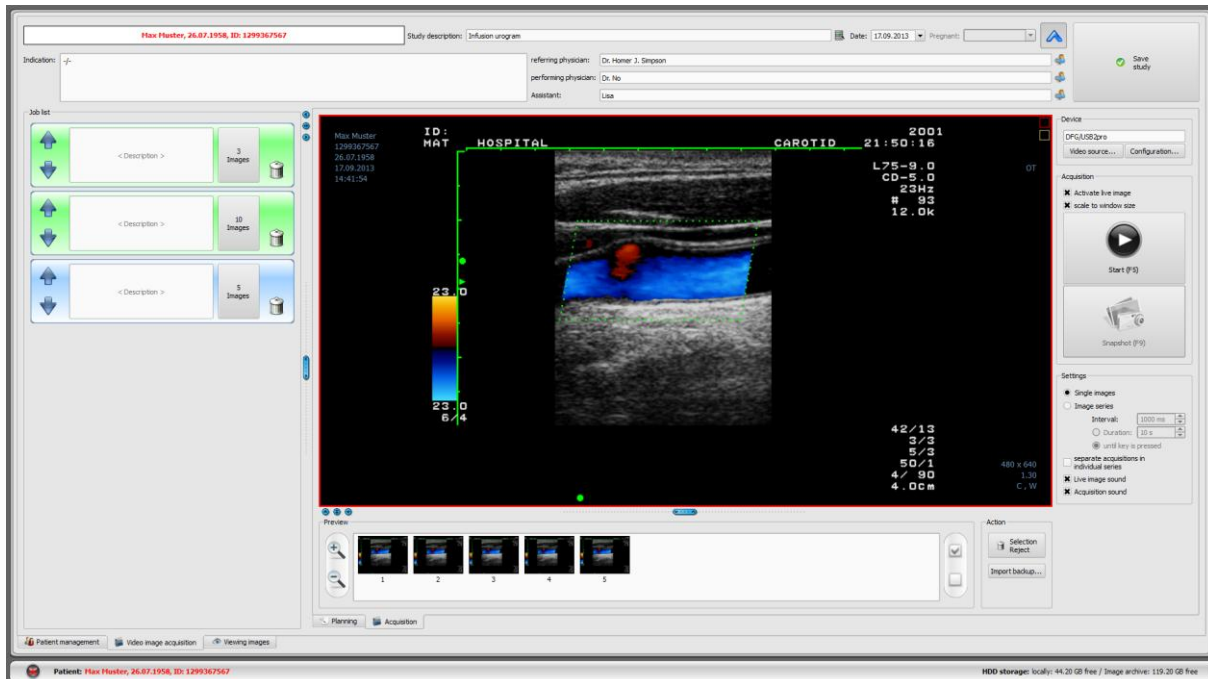 Max Muster, 26.07.1958, ID: 1299367567
Study description: Infusion urogram
Date: 17.09.2013 Pregnant:
Save study
Indication: -/-
referring physician: Dr. Homer J. Simpson
performing physician: Dr. No
Assistant: Lisa
Job list
< Description > 3 Images
< Description > 10 Images
< Description > 5 Images
Max Muster
1299367567
26.07.1958
17.09.2013
14:41:54
ID: 2001
MAT HOSPITAL CAROTID 21:50:16
L75-9.0
CD-5.0
23Hz
# 93
12.0k
OT
23.0
23.0
6/4
42/13
3/3
5/3
50/1
4/ 90
4.0cm
480 x 640
1.30
C , W
Device
DFG/USB2pro
Video source... Configuration...
Acquisition
Activate live image
scale to window size
Start (F5)
Snapshot (F9)
Settings
Single images
Image series
Interval: 1000 ms
Duration: 10 s
until key is pressed
separate acquisitions in
individual series
Live image sound
Acquisition sound
Preview
1 2 3 4 5
Action
Selection
Reject
Import backup...
Planning Acquisition
Patient management Video image acquisition Viewing images
Patient: Max Muster, 26.07.1958, ID: 1299367567
HDD storage: locally: 44.20 GB free / Image archive: 119.20 GB free